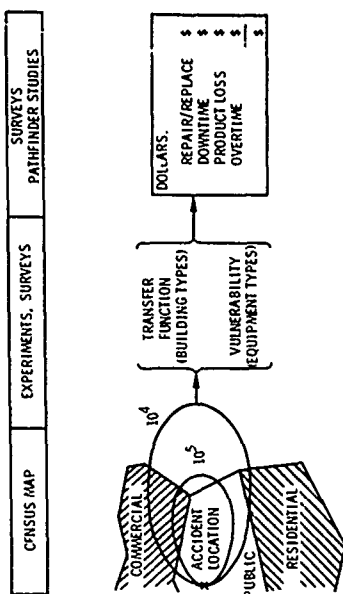 CENSUS MAP
EXPERIMENTS, SURVEYS
SURVEYS
PATHFINDER STUDIES
COMMERCIAL
ACCIDENT
LOCATION
PUBLIC
RESIDENTIAL
10⁵
10⁴
TRANSFER
FUNCTION
(BUILDING TYPES)
VULNERABILITY
(EQUIPMENT TYPES)
DOLLARS,
REPAIR/REPLACE $
DOWNTIME $
PRODUCT LOSS $
OVERTIME $
$